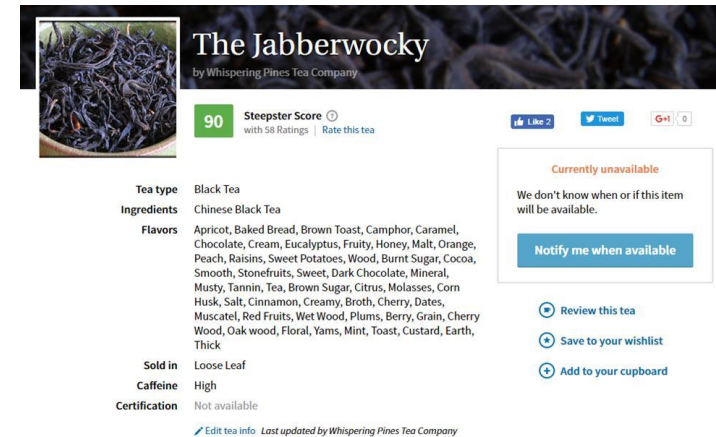 The Jabberwocky
by Whispering Pines Tea Company
90
Steepster Score ?
with 58 Ratings | Rate this tea
Like 2
Tweet
G+1 0
Currently unavailable
We don't know when or if this item
will be available.
Notify me when available
Review this tea
Save to your wishlist
Add to your cupboard
Tea type Black Tea
Ingredients Chinese Black Tea
Flavors Apricot, Baked Bread, Brown Toast, Camphor, Caramel,
Chocolate, Cream, Eucalyptus, Fruity, Honey, Malt, Orange,
Peach, Raisins, Sweet Potatoes, Wood, Burnt Sugar, Cocoa,
Smooth, Stonefruits, Sweet, Dark Chocolate, Mineral,
Musty, Tannin, Tea, Brown Sugar, Citrus, Molasses, Corn
Husk, Salt, Cinnamon, Creamy, Broth, Cherry, Dates,
Muscatel, Red Fruits, Wet Wood, Plums, Berry, Grain, Cherry
Wood, Oak wood, Floral, Yams, Mint, Toast, Custard, Earth,
Thick
Sold in Loose Leaf
Caffeine High
Certification Not available
Edit tea info Last updated by Whispering Pines Tea Company